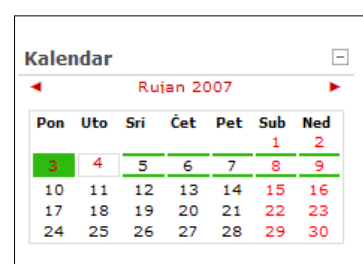 Kalendar
Rujan 2007
Pon Uto Sri Čet Pet Sub Ned
1 2
3 4 5 6 7 8 9
10 11 12 13 14 15 16
17 18 19 20 21 22 23
24 25 26 27 28 29 30